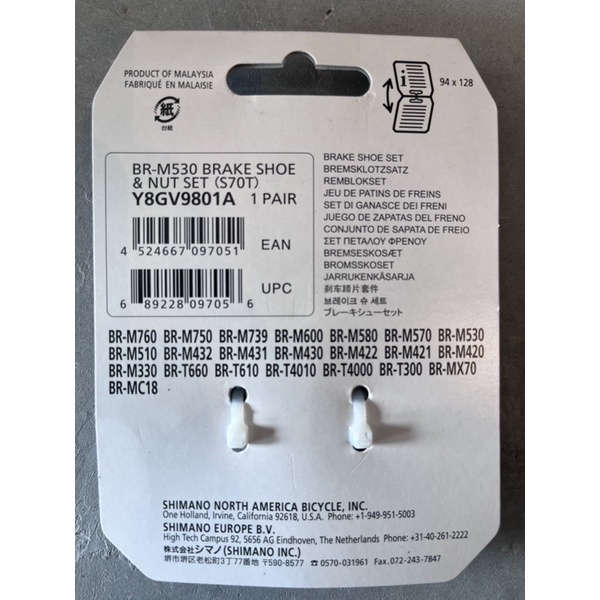 PRODUCT OF MALAYSIA
FABRIQUÉ EN MALAISIE
紙
台紙
94 x 128
BR-M530 BRAKE SHOE
& NUT SET (S70T)
Y8GV9801A 1 PAIR
4 524667 097051 EAN
6 89228 09705 6 UPC
BRAKE SHOE SET
BREMSKLOTZSATZ
REMBLOKSET
JEU DE PATINS DE FREINS
SET DI GANASCE DEI FRENI
JUEGO DE ZAPATAS DEL FRENO
CONJUNTO DE SAPATA DE FREIO
ΣΕΤ ΠΕΤΑΛΟΥ ΦΡΕΝΟΥ
BREMSESKOSÆT
BROMSSKOSET
JARRUKENKÄSARJA
刹车蹄片套件
브레이크 슈 세트
ブレーキシューセット
BR-M760 BR-M750 BR-M739 BR-M600 BR-M580 BR-M570 BR-M530
BR-M510 BR-M432 BR-M431 BR-M430 BR-M422 BR-M421 BR-M420
BR-M330 BR-T660 BR-T610 BR-T4010 BR-T4000 BR-T300 BR-MX70
BR-MC18
SHIMANO NORTH AMERICA BICYCLE, INC.
One Holland, Irvine, California 92618, U.S.A. Phone: +1-949-951-5003
SHIMANO EUROPE B.V.
High Tech Campus 92, 5656 AG Eindhoven, The Netherlands Phone: +31-40-261-2222
株式会社シマノ(SHIMANO INC.)
堺市堺区老松町3丁77番地 〒590-8577 ☎0570-031961 Fax.072-243-7847